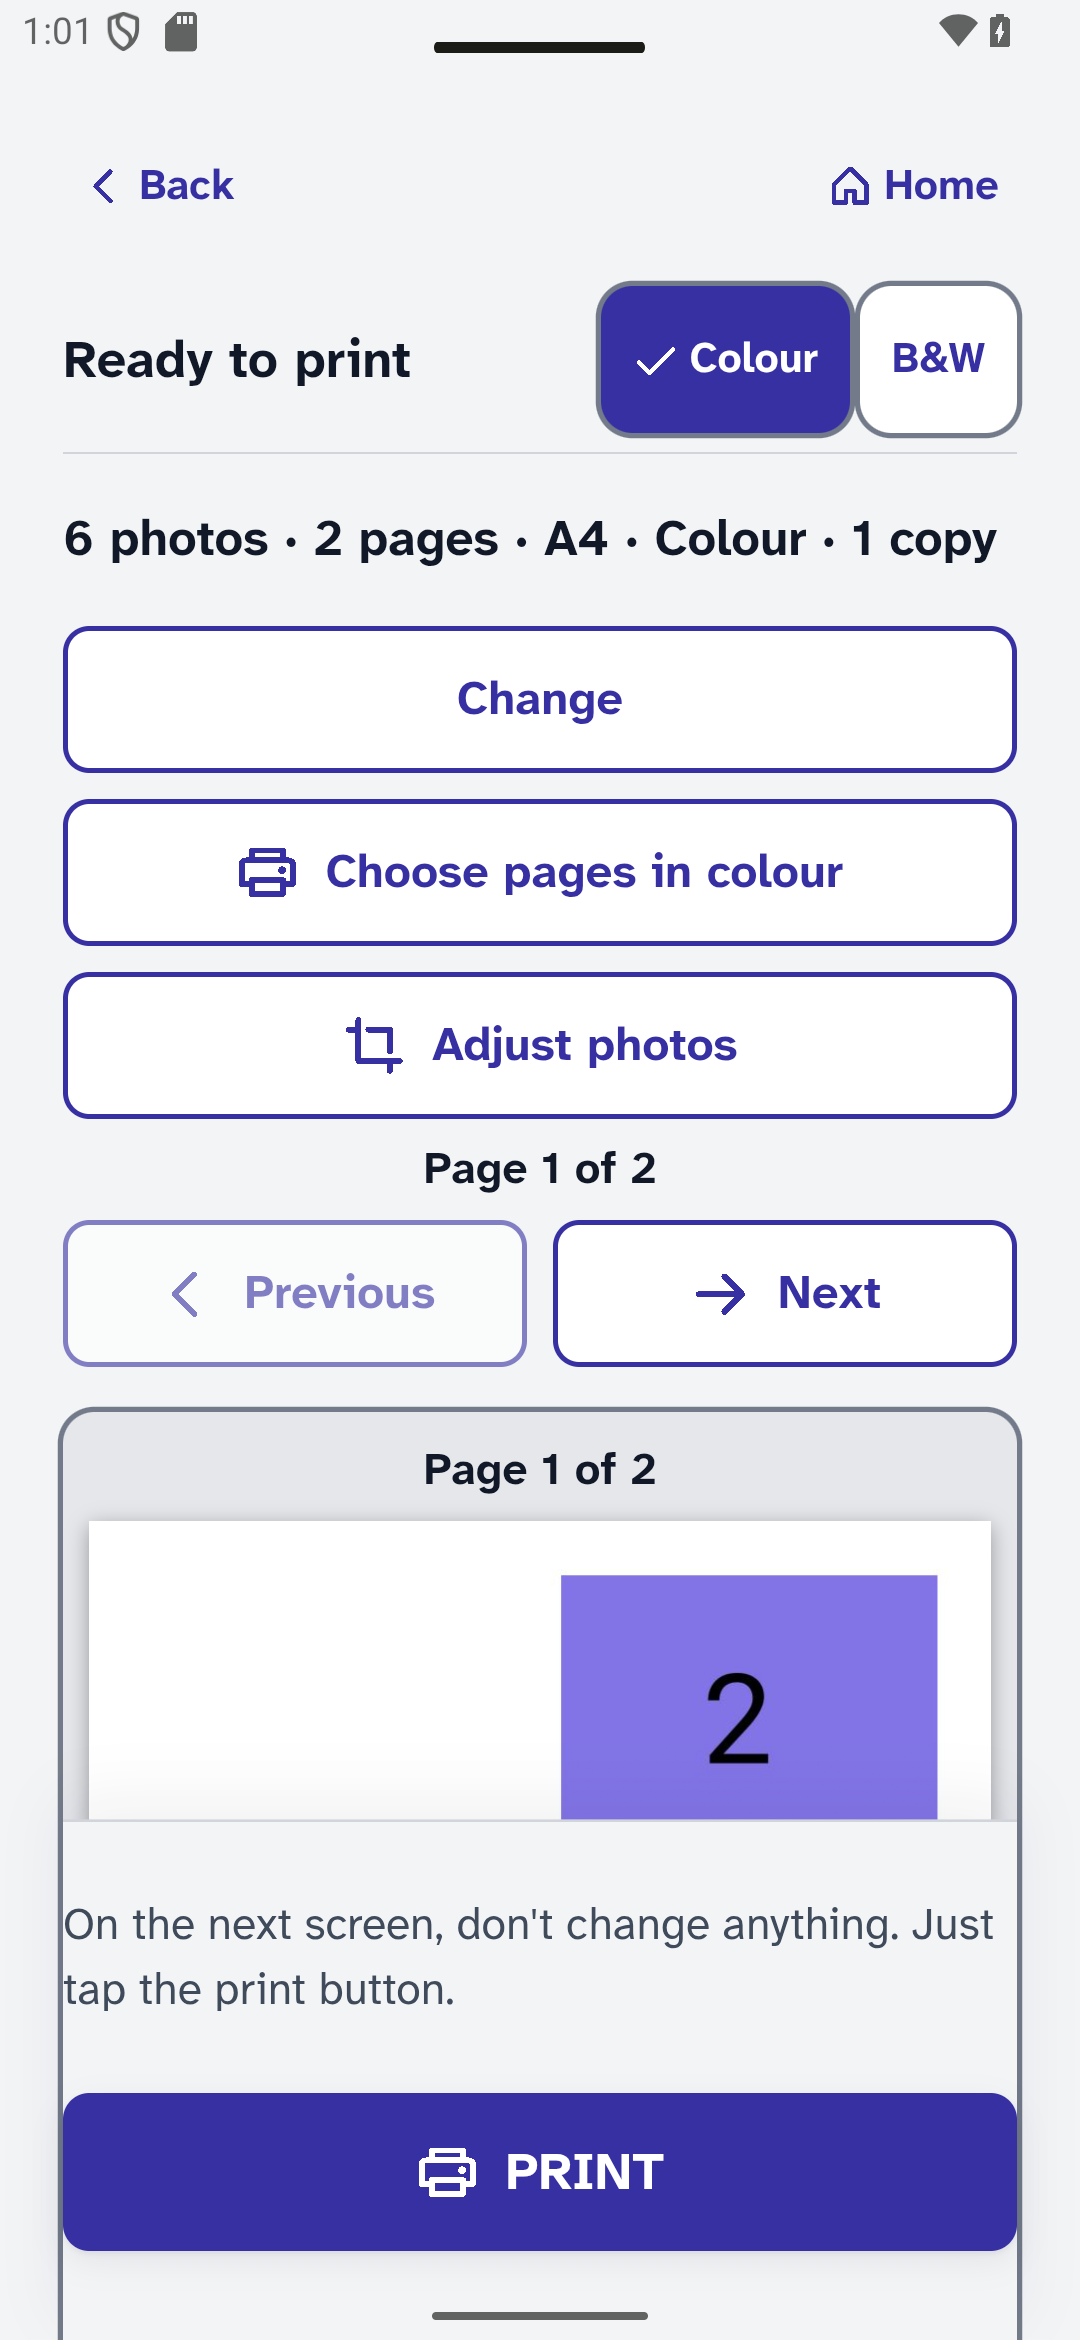 1:01
Back
Home
Ready to print
Colour
B&W
6 photos · 2 pages · A4 · Colour · 1 copy
Change
Choose pages in colour
Adjust photos
Page 1 of 2
Previous
Next
Page 1 of 2
2
On the next screen, don't change anything. Just
tap the print button.
PRINT